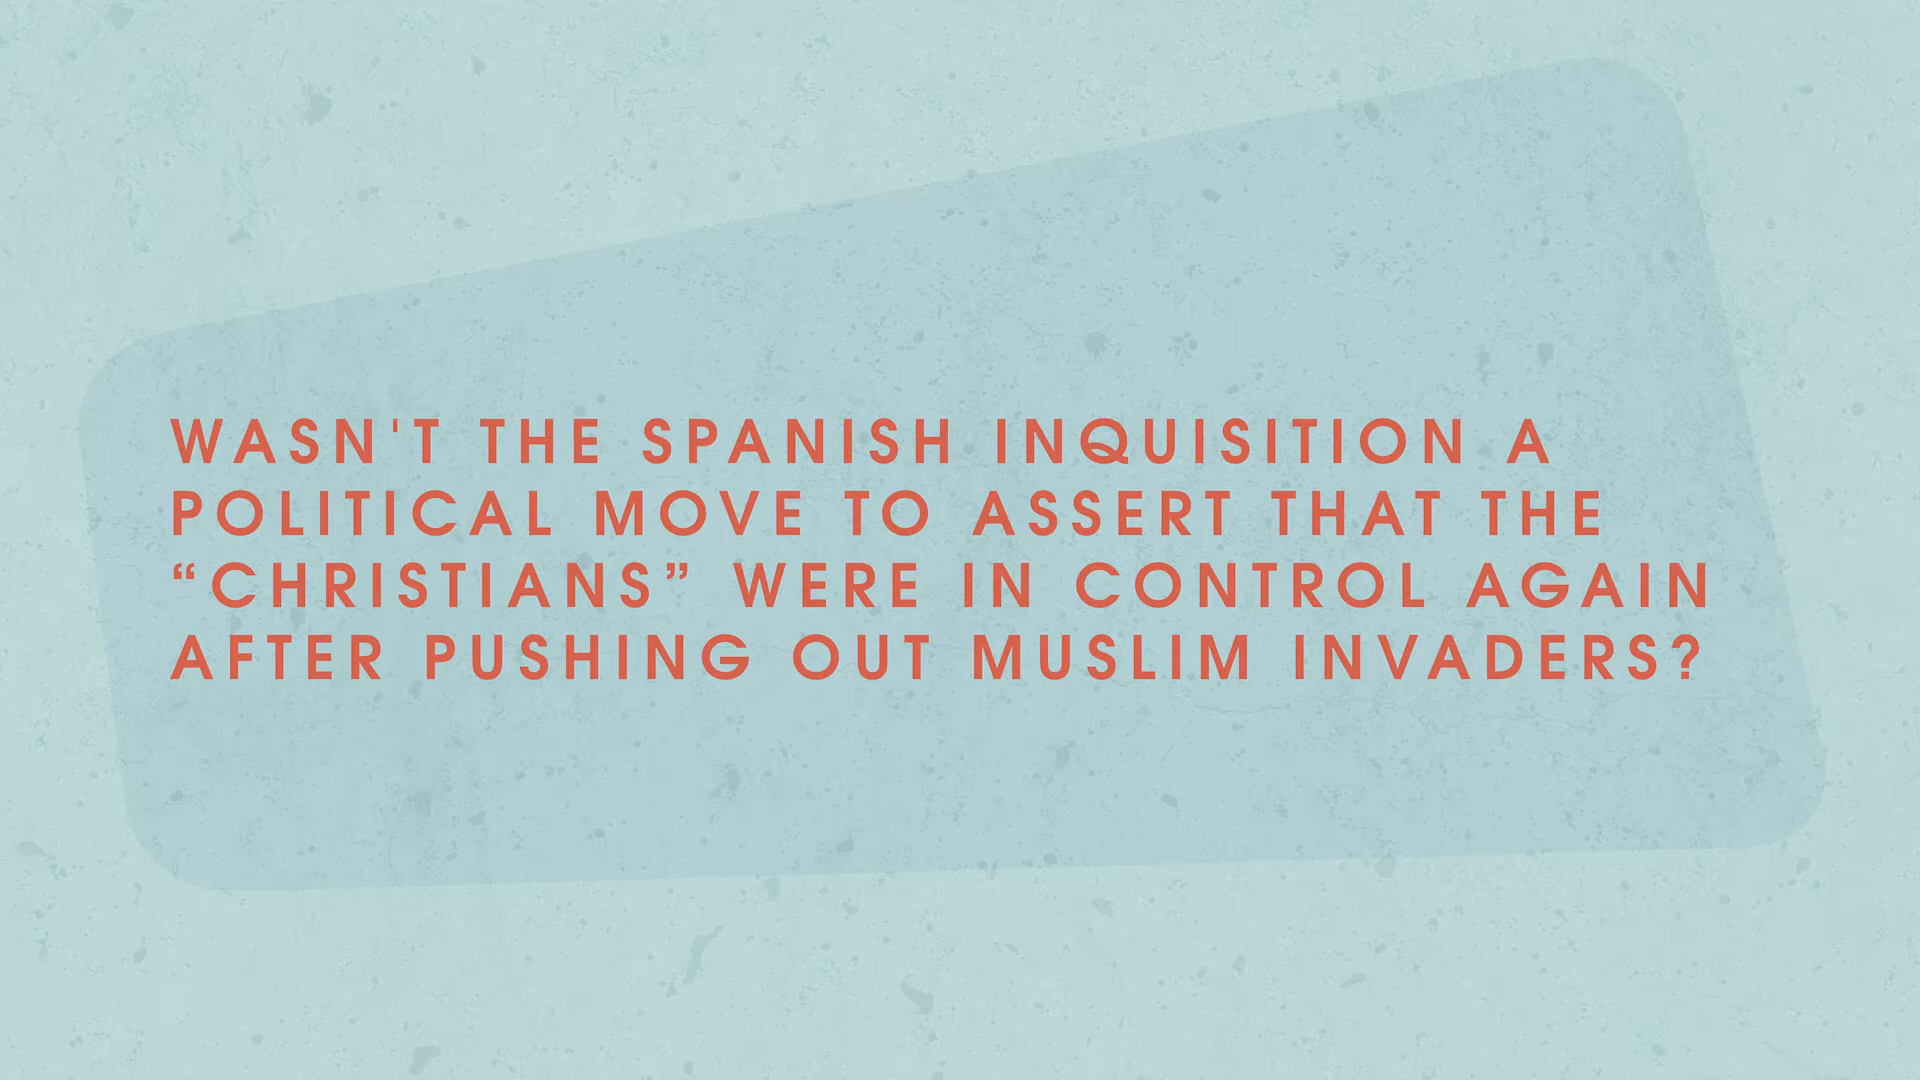 WASN'T THE SPANISH INQUISITION A
POLITICAL MOVE TO ASSERT THAT THE
“CHRISTIANS” WERE IN CONTROL AGAIN
AFTER PUSHING OUT MUSLIM INVADERS?